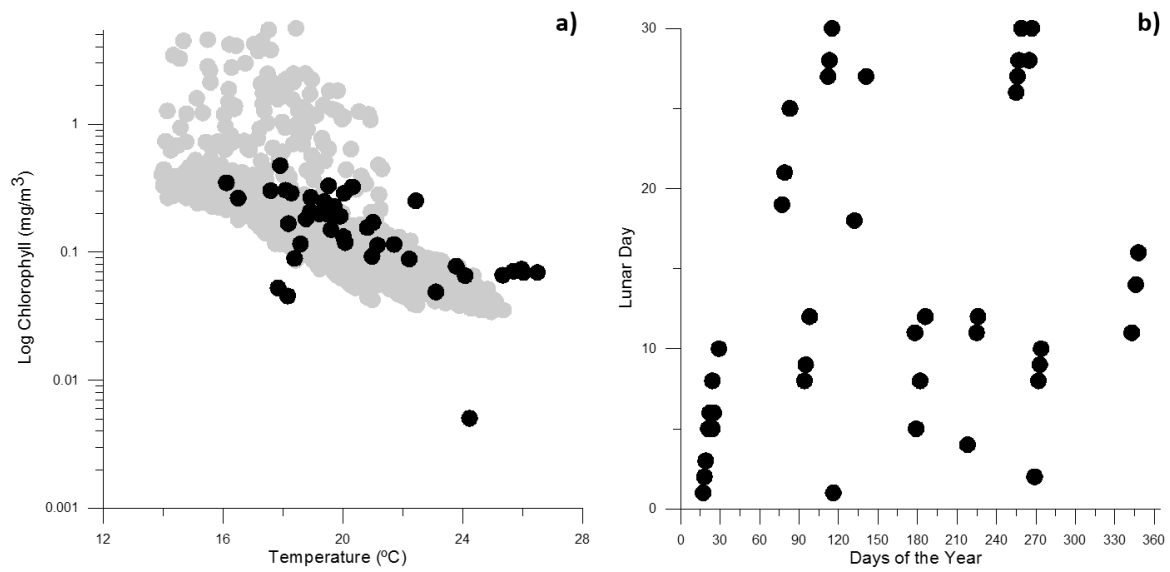 a)
1
0.1
0.01
0.001
Log Chlorophyll (mg/m³)
12 16 20 24 28
Temperature (ºC)
b)
30
20
10
0
Lunar Day
0 30 60 90 120 150 180 210 240 270 300 330 360
Days of the Year